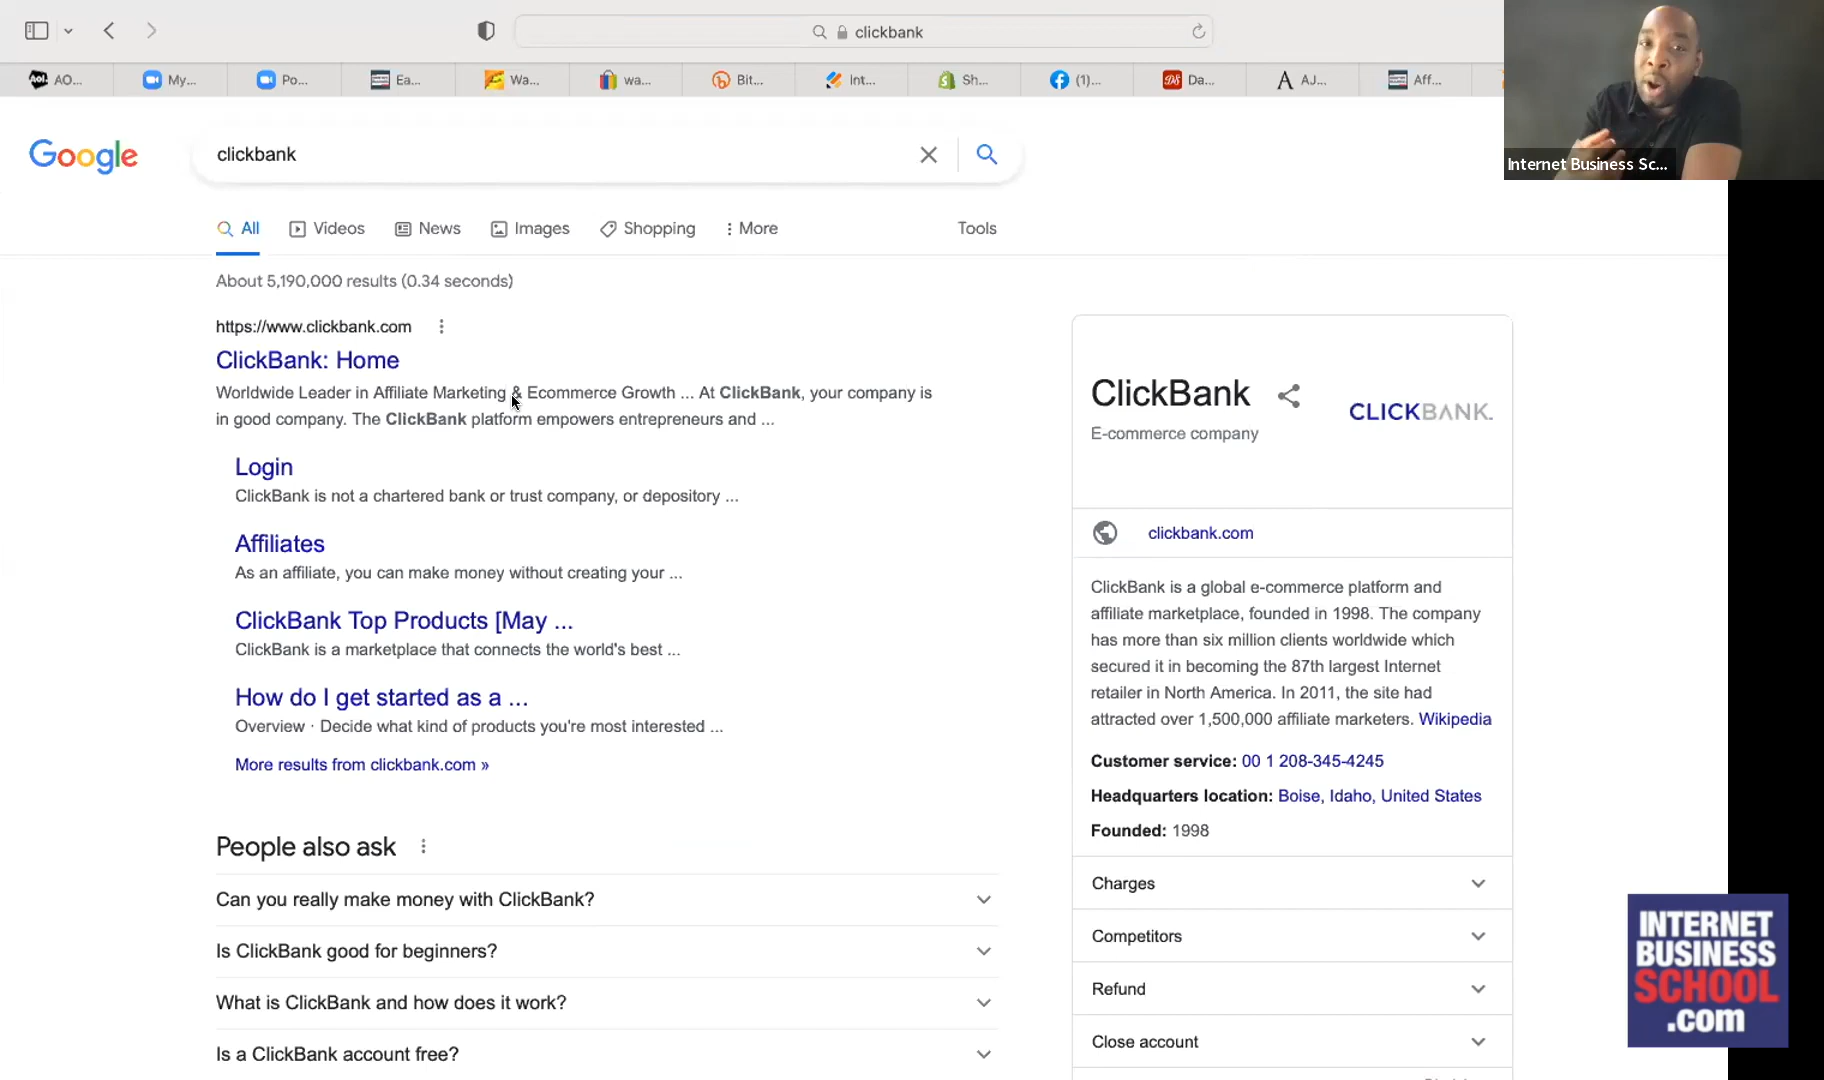 clickbank
AO...
My...
Po...
Ea...
Wa...
wa...
Bit...
Int...
Sh...
(1)...
Da...
AJ...
Aff...
Internet Business Sc...
Google
clickbank
All
Videos
News
Images
Shopping
More
Tools
About 5,190,000 results (0.34 seconds)
https://www.clickbank.com
ClickBank: Home
Worldwide Leader in Affiliate Marketing & Ecommerce Growth ... At ClickBank, your company is
in good company. The ClickBank platform empowers entrepreneurs and ...
Login
ClickBank is not a chartered bank or trust company, or depository ...
Affiliates
As an affiliate, you can make money without creating your ...
ClickBank Top Products [May ...
ClickBank is a marketplace that connects the world's best ...
How do I get started as a ...
Overview · Decide what kind of products you're most interested ...
More results from clickbank.com »
People also ask
Can you really make money with ClickBank?
Is ClickBank good for beginners?
What is ClickBank and how does it work?
Is a ClickBank account free?
ClickBank
E-commerce company
CLICKBANK.
clickbank.com
ClickBank is a global e-commerce platform and
affiliate marketplace, founded in 1998. The company
has more than six million clients worldwide which
secured it in becoming the 87th largest Internet
retailer in North America. In 2011, the site had
attracted over 1,500,000 affiliate marketers. Wikipedia
Customer service: 00 1 208-345-4245
Headquarters location: Boise, Idaho, United States
Founded: 1998
Charges
Competitors
Refund
Close account
INTERNET
BUSINESS
SCHOOL
.com